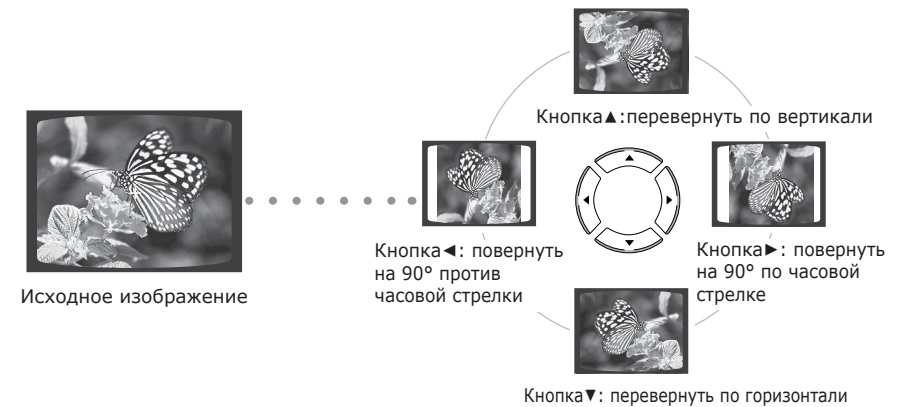 Кнопка▲:перевернуть по вертикали
Кнопка◄: повернуть
на 90° против
часовой стрелки
Кнопка►: повернуть
на 90° по часовой
стрелке
Исходное изображение
Кнопка▼: перевернуть по горизонтали